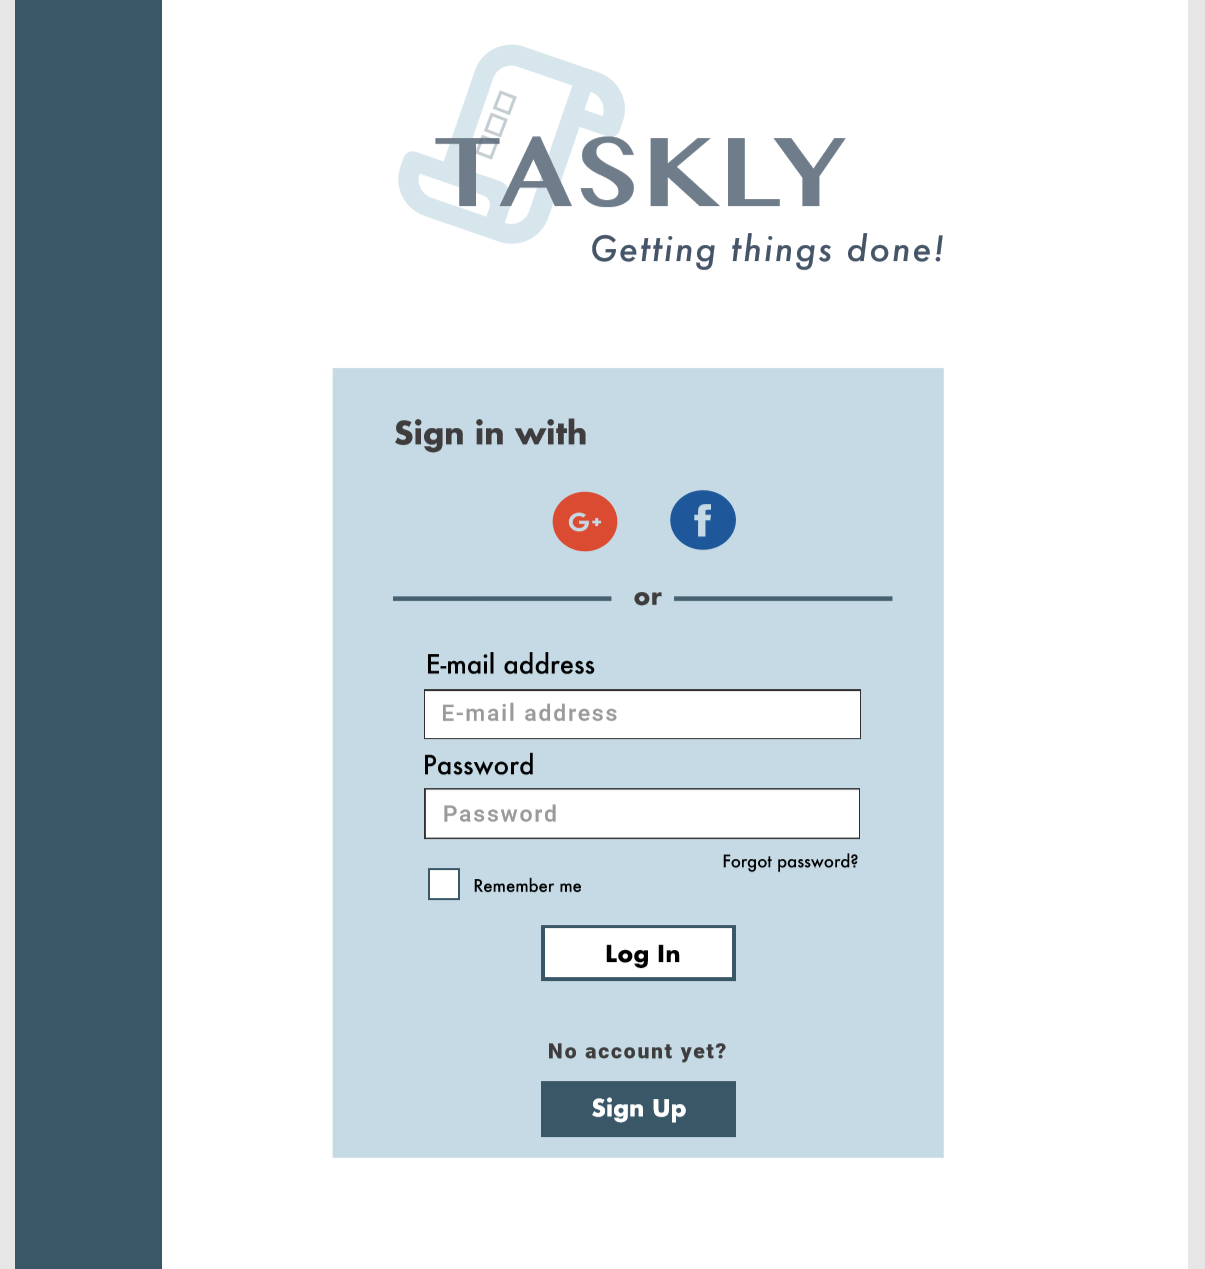 TASKLY
Getting things done!
Sign in with
G+ f
or
E-mail address
E-mail address
Password
Password
Forgot password?
Remember me
Log In
No account yet?
Sign Up